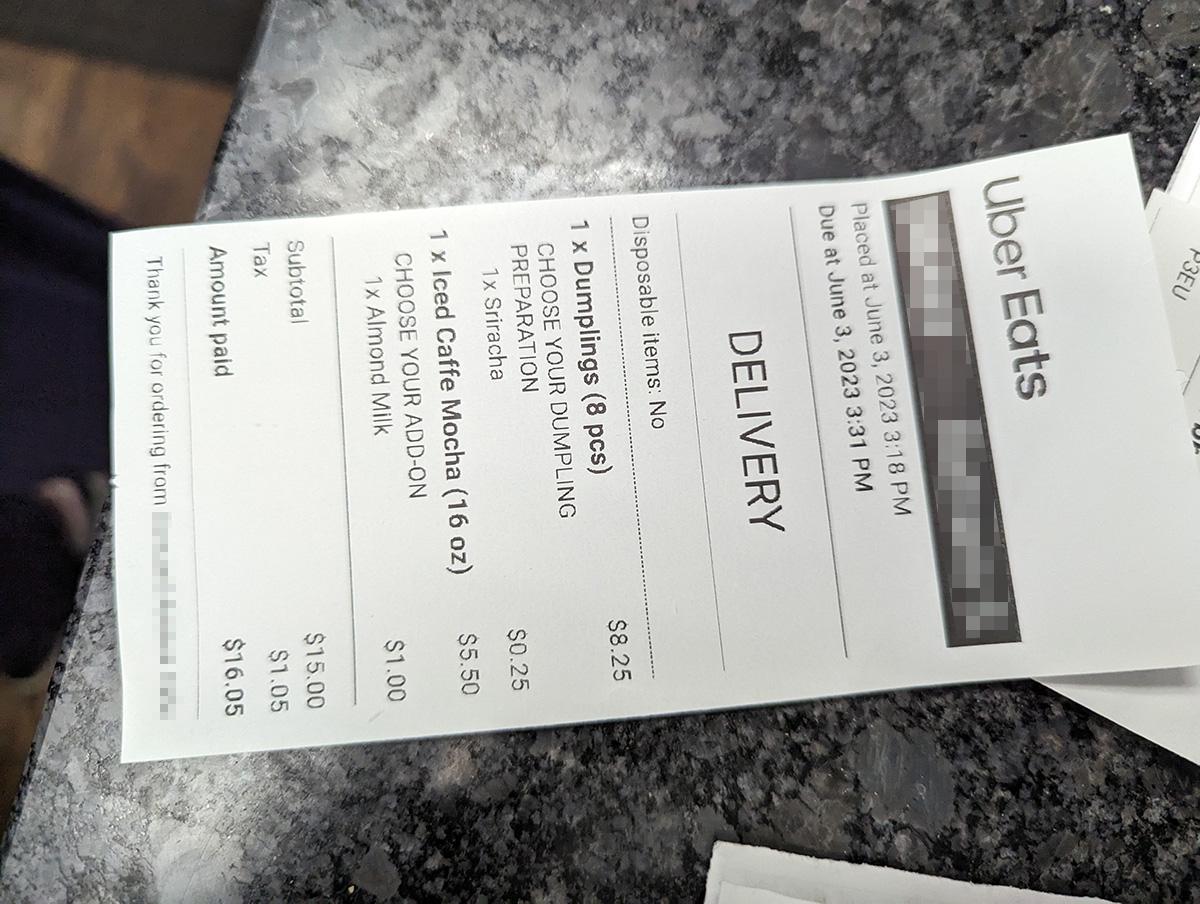 Uber Eats
Placed at June 3, 2023 3:18 PM
Due at June 3, 2023 3:31 PM
DELIVERY
Disposable items: No
1 x Dumplings (8 pcs) $8.25
CHOOSE YOUR DUMPLING
PREPARATION
1x Sriracha $0.25
1 x Iced Caffe Mocha (16 oz) $5.50
CHOOSE YOUR ADD-ON
1x Almond Milk $1.00
Subtotal $15.00
Tax $1.05
Amount paid $16.05
Thank you for ordering from